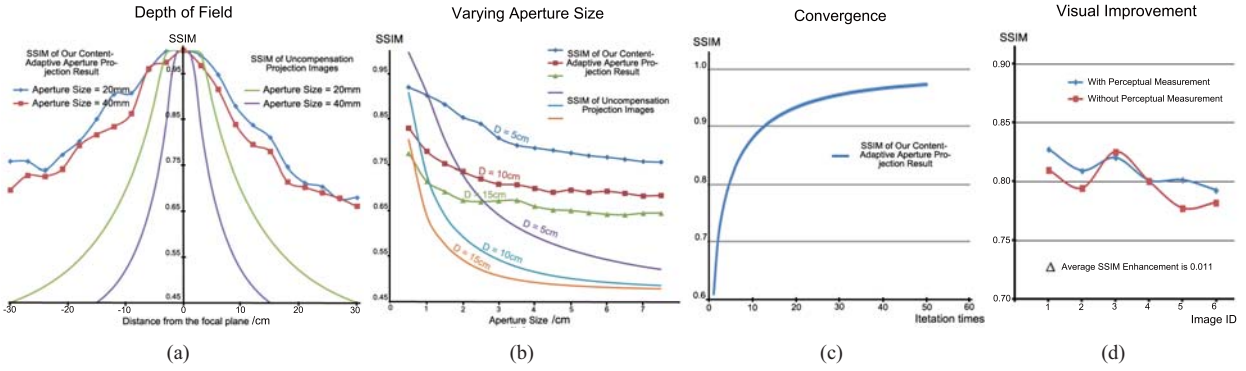 Depth of Field
SSIM
SSIM of Our Content-
Adaptive Aperture Pro-
jection Result
Aperture Size = 20mm
Aperture Size = 40mm
SSIM of Uncompensation
Projection Images
Aperture Size = 20mm
Aperture Size = 40mm
0.95
0.85
0.75
0.65
0.55
0.45
-30 -20 -10 0 10 20 30
Distance from the focal plane /cm
(a)
Varying Aperture Size
SSIM
SSIM of Our Content-
Adaptive Aperture Pro-
jection Result
SSIM of Uncompensation
Projection Images
0.95
0.85
0.75
0.65
0.55
0.45
D = 5cm
D = 10cm
D = 15cm
D = 5cm
D = 10cm
D = 15cm
0 1 2 3 4 5 6 7
Aperture Size /cm
(b)
Convergence
SSIM
1.0
0.9
0.8
0.7
0.6
SSIM of Our Content-
Adaptive Aperture Pro-
jection Result
0 10 20 30 40 50 60
Itetation times
(c)
Visual Improvement
SSIM
0.90
0.85
0.80
0.75
0.70
With Perceptual Measurement
Without Perceptual Measurement
Δ Average SSIM Enhancement is 0.011
1 2 3 4 5 6
Image ID
(d)